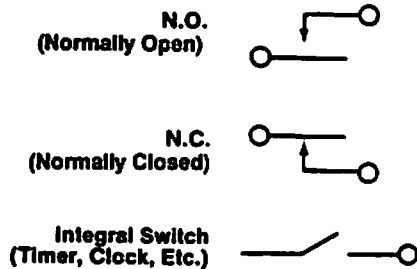 N.O.
(Normally Open)
N.C.
(Normally Closed)
Integral Switch
(Timer, Clock, Etc.)